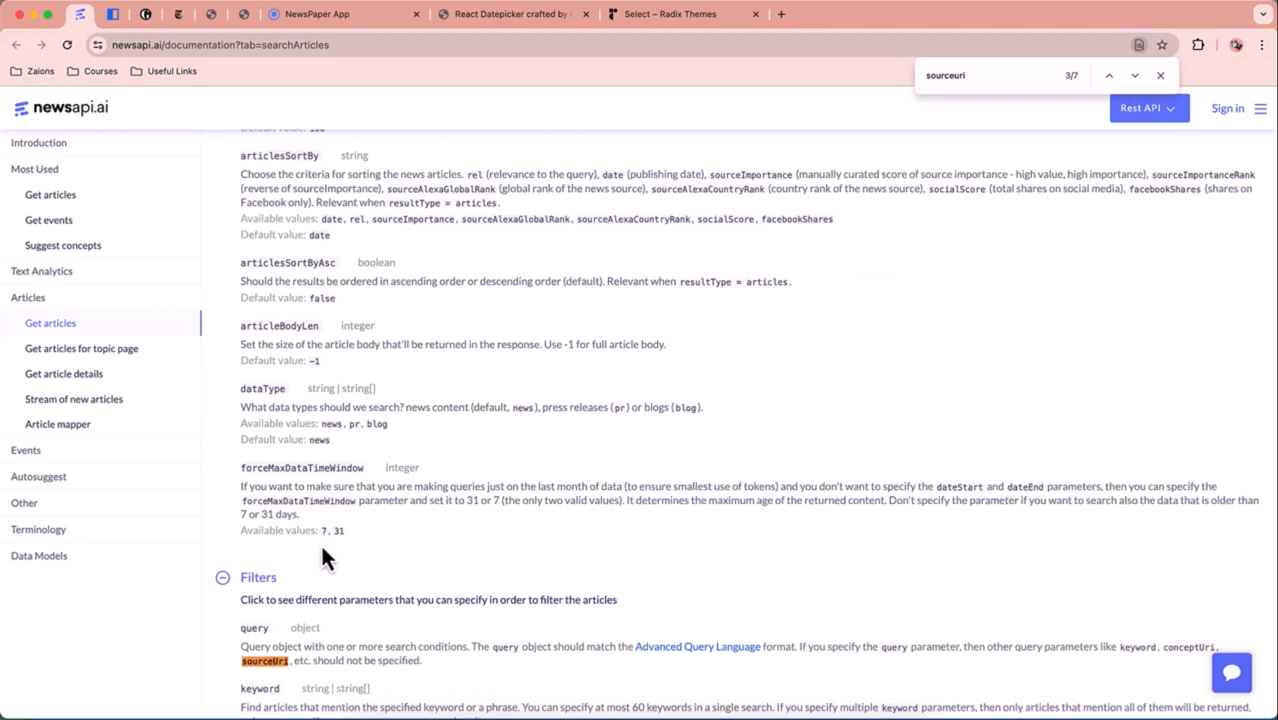 NewsPaper App
React Datepicker crafted by
Select – Radix Themes
newsapi.ai/documentation?tab=searchArticles
Zaions
Courses
Useful Links
sourceuri
3/7
newsapi.ai
Rest API
Sign in
Introduction
Most Used
Get articles
Get events
Suggest concepts
Text Analytics
Articles
Get articles
Get articles for topic page
Get article details
Stream of new articles
Article mapper
Events
Autosuggest
Other
Terminology
Data Models
Default value: 100
articlesSortBy string
Choose the criteria for sorting the news articles. rel (relevance to the query), date (publishing date), sourceImportance (manually curated score of source importance - high value, high importance), sourceImportanceRank
(reverse of sourceImportance), sourceAlexaGlobalRank (global rank of the news source), sourceAlexaCountryRank (country rank of the news source), socialScore (total shares on social media), facebookShares (shares on
Facebook only). Relevant when resultType = articles.
Available values: date, rel, sourceImportance, sourceAlexaGlobalRank, sourceAlexaCountryRank, socialScore, facebookShares
Default value: date
articlesSortByAsc boolean
Should the results be ordered in ascending order or descending order (default). Relevant when resultType = articles.
Default value: false
articleBodyLen integer
Set the size of the article body that'll be returned in the response. Use -1 for full article body.
Default value: -1
dataType string | string[]
What data types should we search? news content (default, news), press releases (pr) or blogs (blog).
Available values: news, pr, blog
Default value: news
forceMaxDataTimeWindow integer
If you want to make sure that you are making queries just on the last month of data (to ensure smallest use of tokens) and you don't want to specify the dateStart and dateEnd parameters, then you can specify the
forceMaxDataTimeWindow parameter and set it to 31 or 7 (the only two valid values). It determines the maximum age of the returned content. Don't specify the parameter if you want to search also the data that is older than
7 or 31 days.
Available values: 7, 31
Filters
Click to see different parameters that you can specify in order to filter the articles
query object
Query object with one or more search conditions. The query object should match the Advanced Query Language format. If you specify the query parameter, then other query parameters like keyword, conceptUri,
sourceUri, etc. should not be specified.
keyword string | string[]
Find articles that mention the specified keyword or a phrase. You can specify at most 60 keywords in a single search. If you specify multiple keyword parameters, then only articles that mention all of them will be returned,